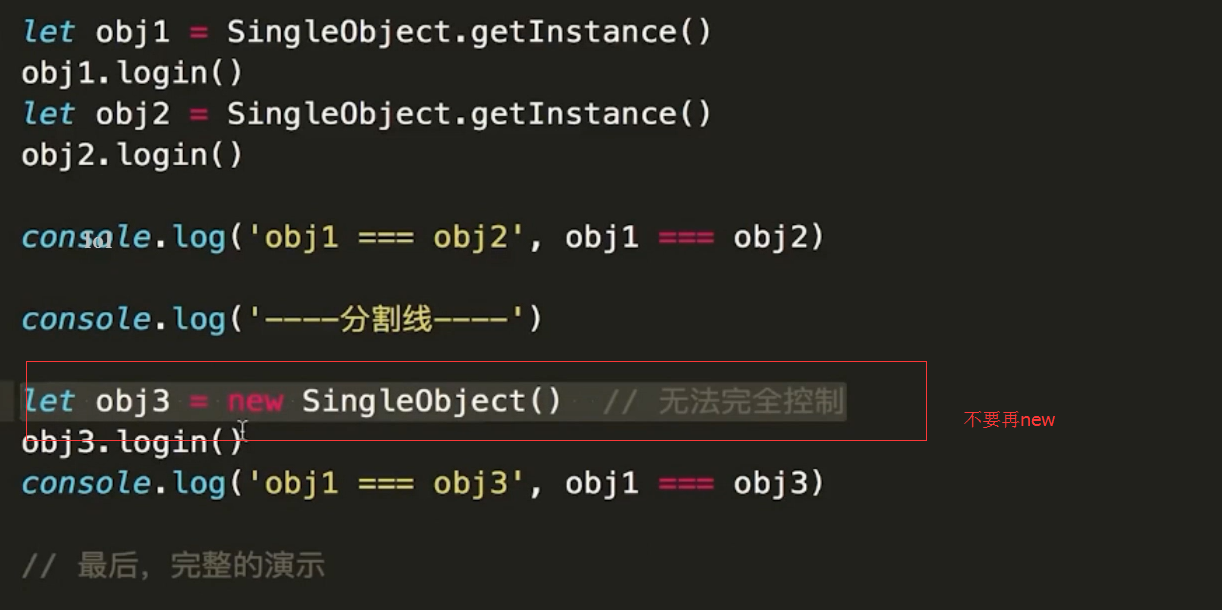 let obj1 = SingleObject.getInstance()
obj1.login()
let obj2 = SingleObject.getInstance()
obj2.login()
console.log('obj1 === obj2', obj1 === obj2)
console.log('----分割线----')
let obj3 = new SingleObject() // 无法完全控制
不要再new
obj3.login()
console.log('obj1 === obj3', obj1 === obj3)
// 最后，完整的演示